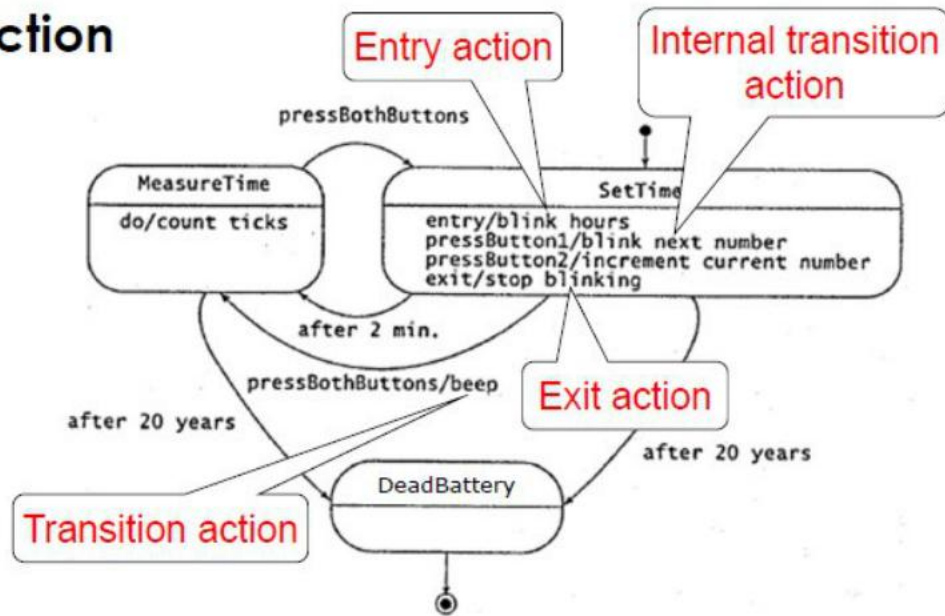 ction
Entry action
Internal transition
action
pressBothButtons
MeasureTime
SetTime
do/count ticks
entry/blink hours
pressButton1/blink next number
pressButton2/increment current number
exit/stop blinking
after 2 min.
pressBothButtons/beep
Exit action
after 20 years
after 20 years
DeadBattery
Transition action